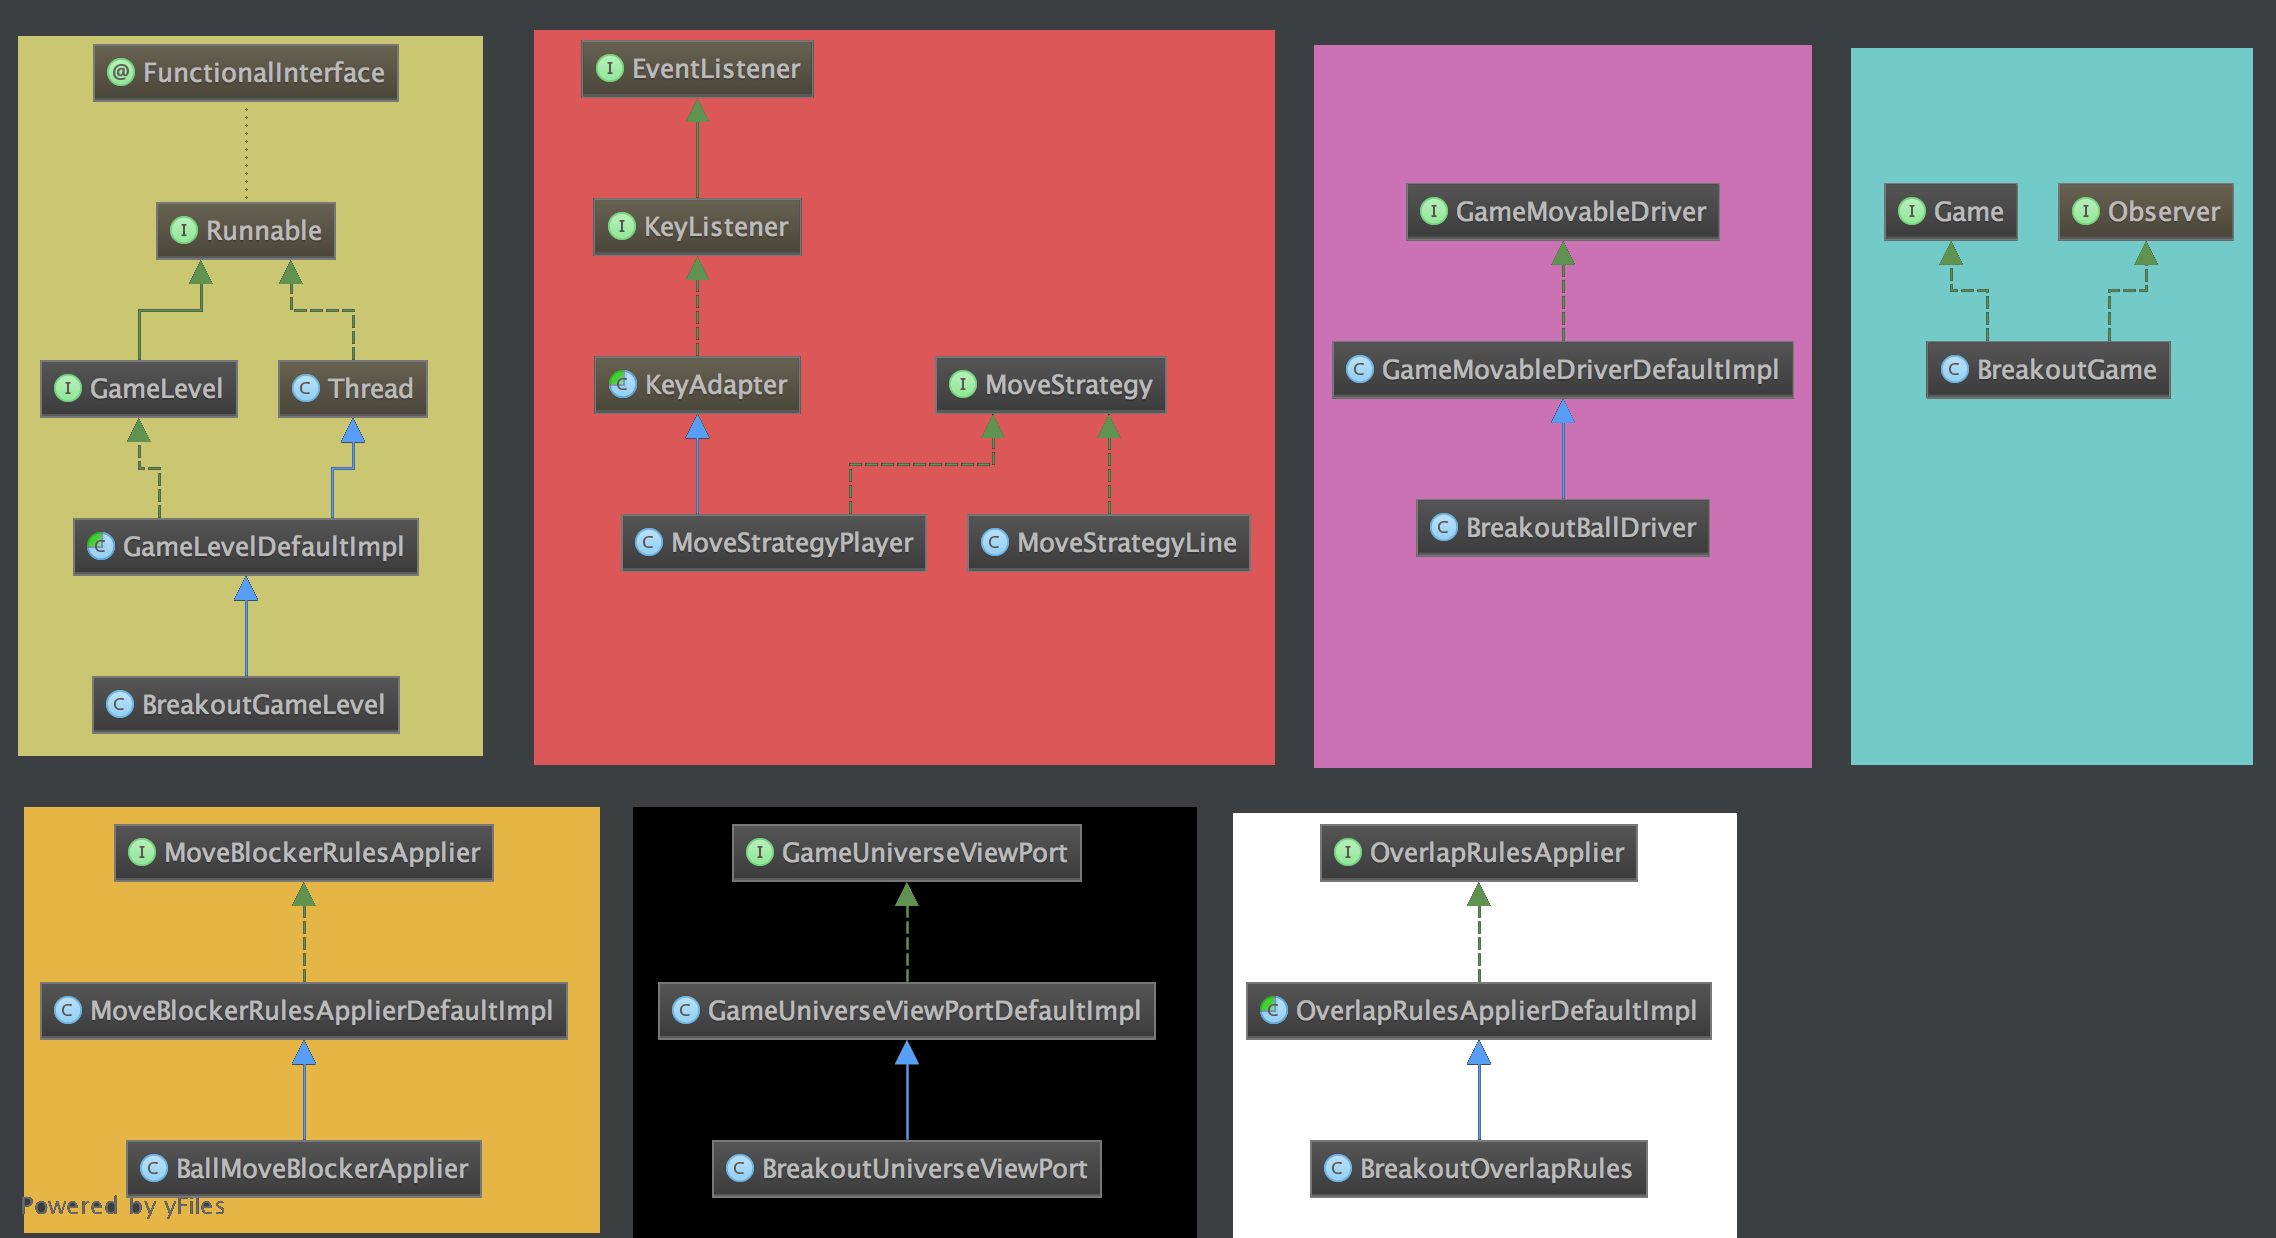 FunctionalInterface
Runnable
GameLevel
Thread
GameLevelDefaultImpl
BreakoutGameLevel
EventListener
KeyListener
KeyAdapter
MoveStrategy
MoveStrategyPlayer
MoveStrategyLine
GameMovableDriver
GameMovableDriverDefaultImpl
BreakoutBallDriver
Game
Observer
BreakoutGame
MoveBlockerRulesApplier
MoveBlockerRulesApplierDefaultImpl
BallMoveBlockerApplier
Powered by yFiles
GameUniverseViewPort
GameUniverseViewPortDefaultImpl
BreakoutUniverseViewPort
OverlapRulesApplier
OverlapRulesApplierDefaultImpl
BreakoutOverlapRules